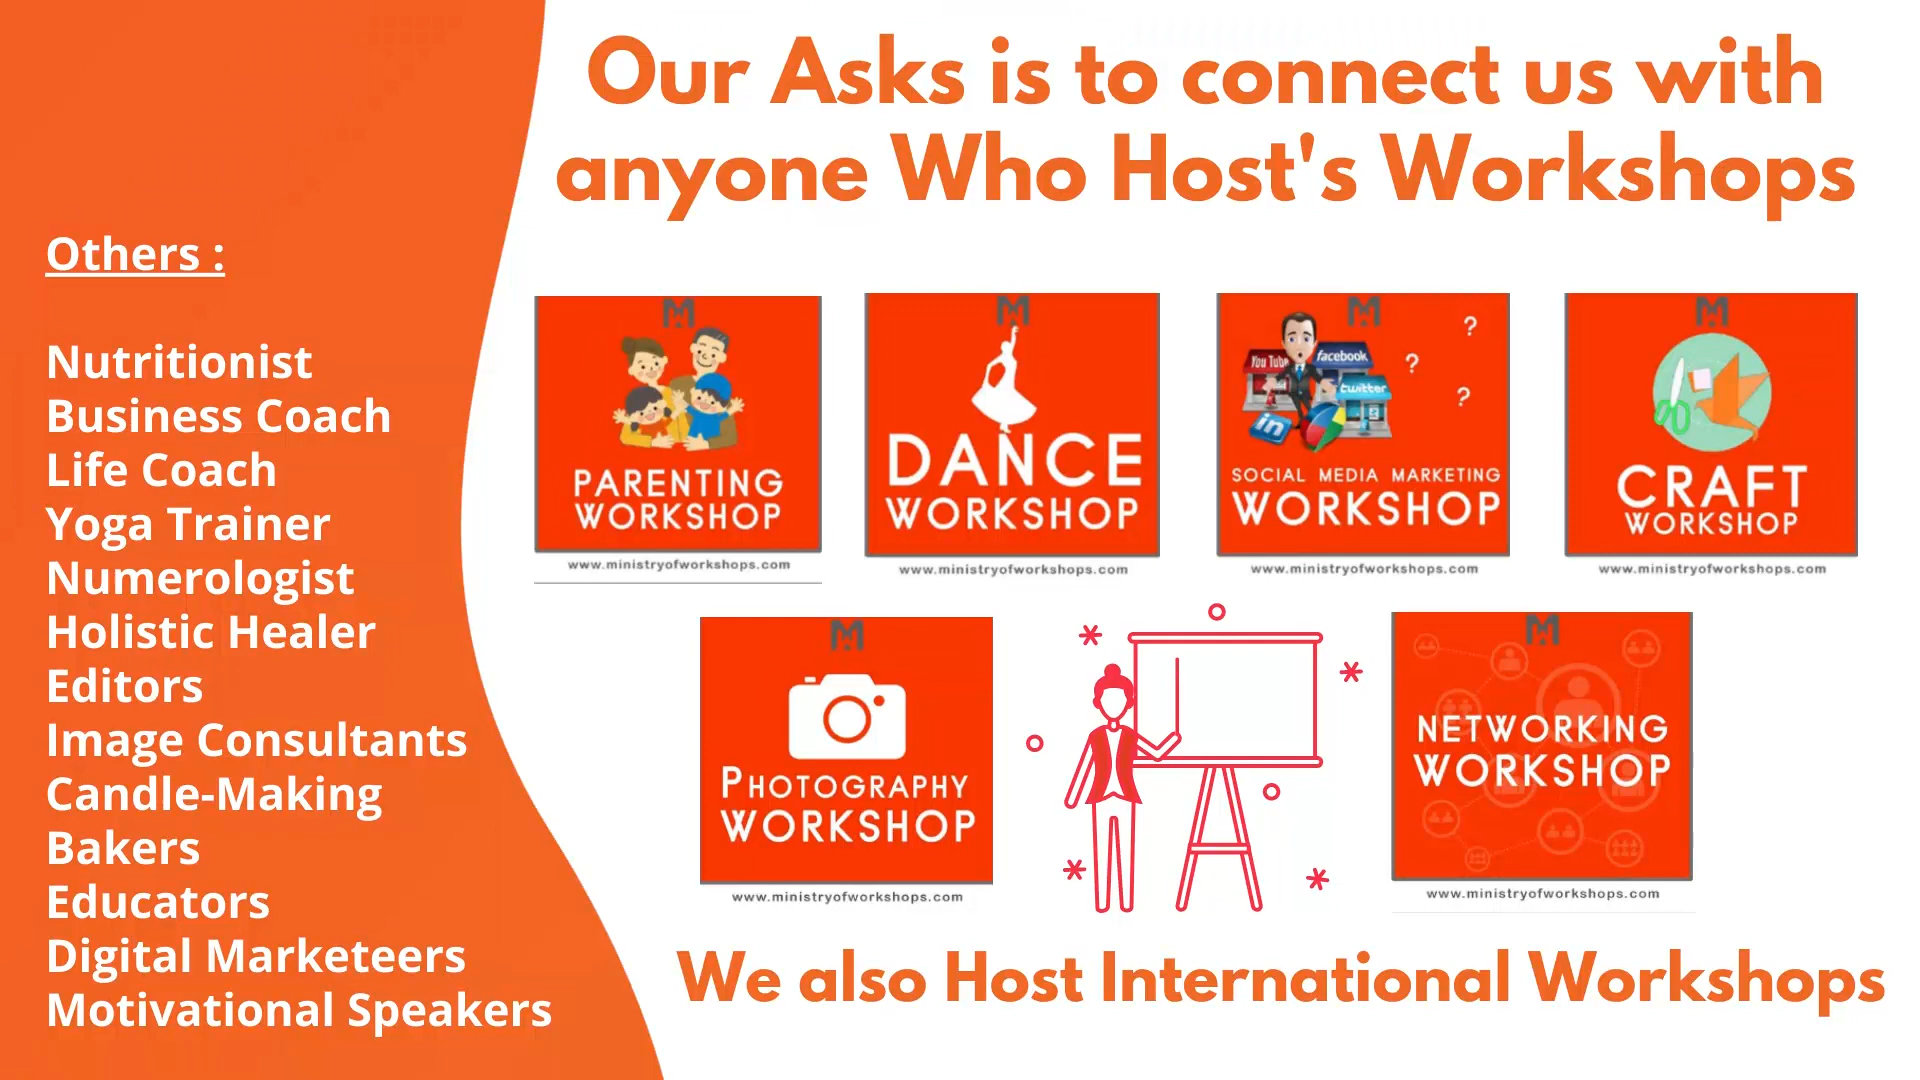 Our Asks is to connect us with
anyone Who Host's Workshops
Others :
Nutritionist
Business Coach
Life Coach
Yoga Trainer
Numerologist
Holistic Healer
Editors
Image Consultants
Candle-Making
Bakers
Educators
Digital Marketeers
Motivational Speakers
PARENTING
WORKSHOP
www.ministryofworkshops.com
DANCE
WORKSHOP
www.ministryofworkshops.com
You Tube
facebook
twitter
in
? ? ?
SOCIAL MEDIA MARKETING
WORKSHOP
www.ministryofworkshops.com
CRAFT
WORKSHOP
www.ministryofworkshops.com
PHOTOGRAPHY
WORKSHOP
www.ministryofworkshops.com
NETWORKING
WORKSHOP
www.ministryofworkshops.com
We also Host International Workshops